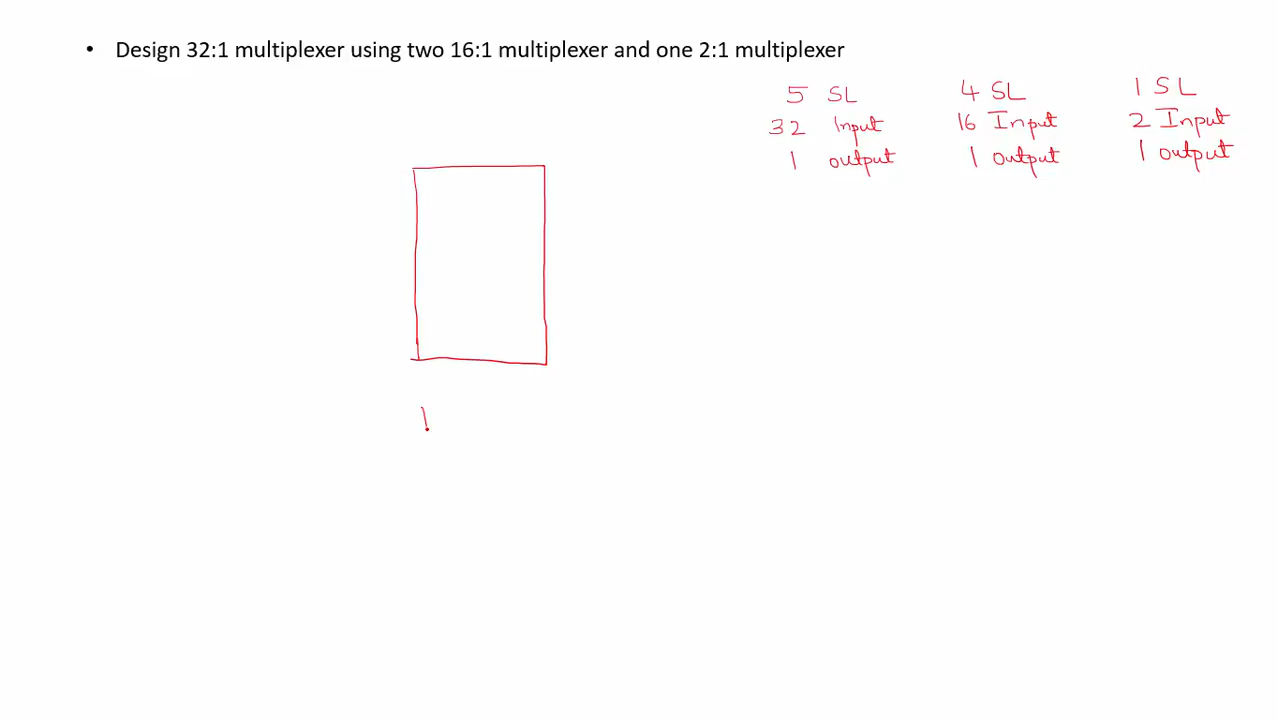 • Design 32:1 multiplexer using two 16:1 multiplexer and one 2:1 multiplexer
5 SL 4 SL 1 SL
32 Input 16 Input 2 Input
1 output 1 output 1 output